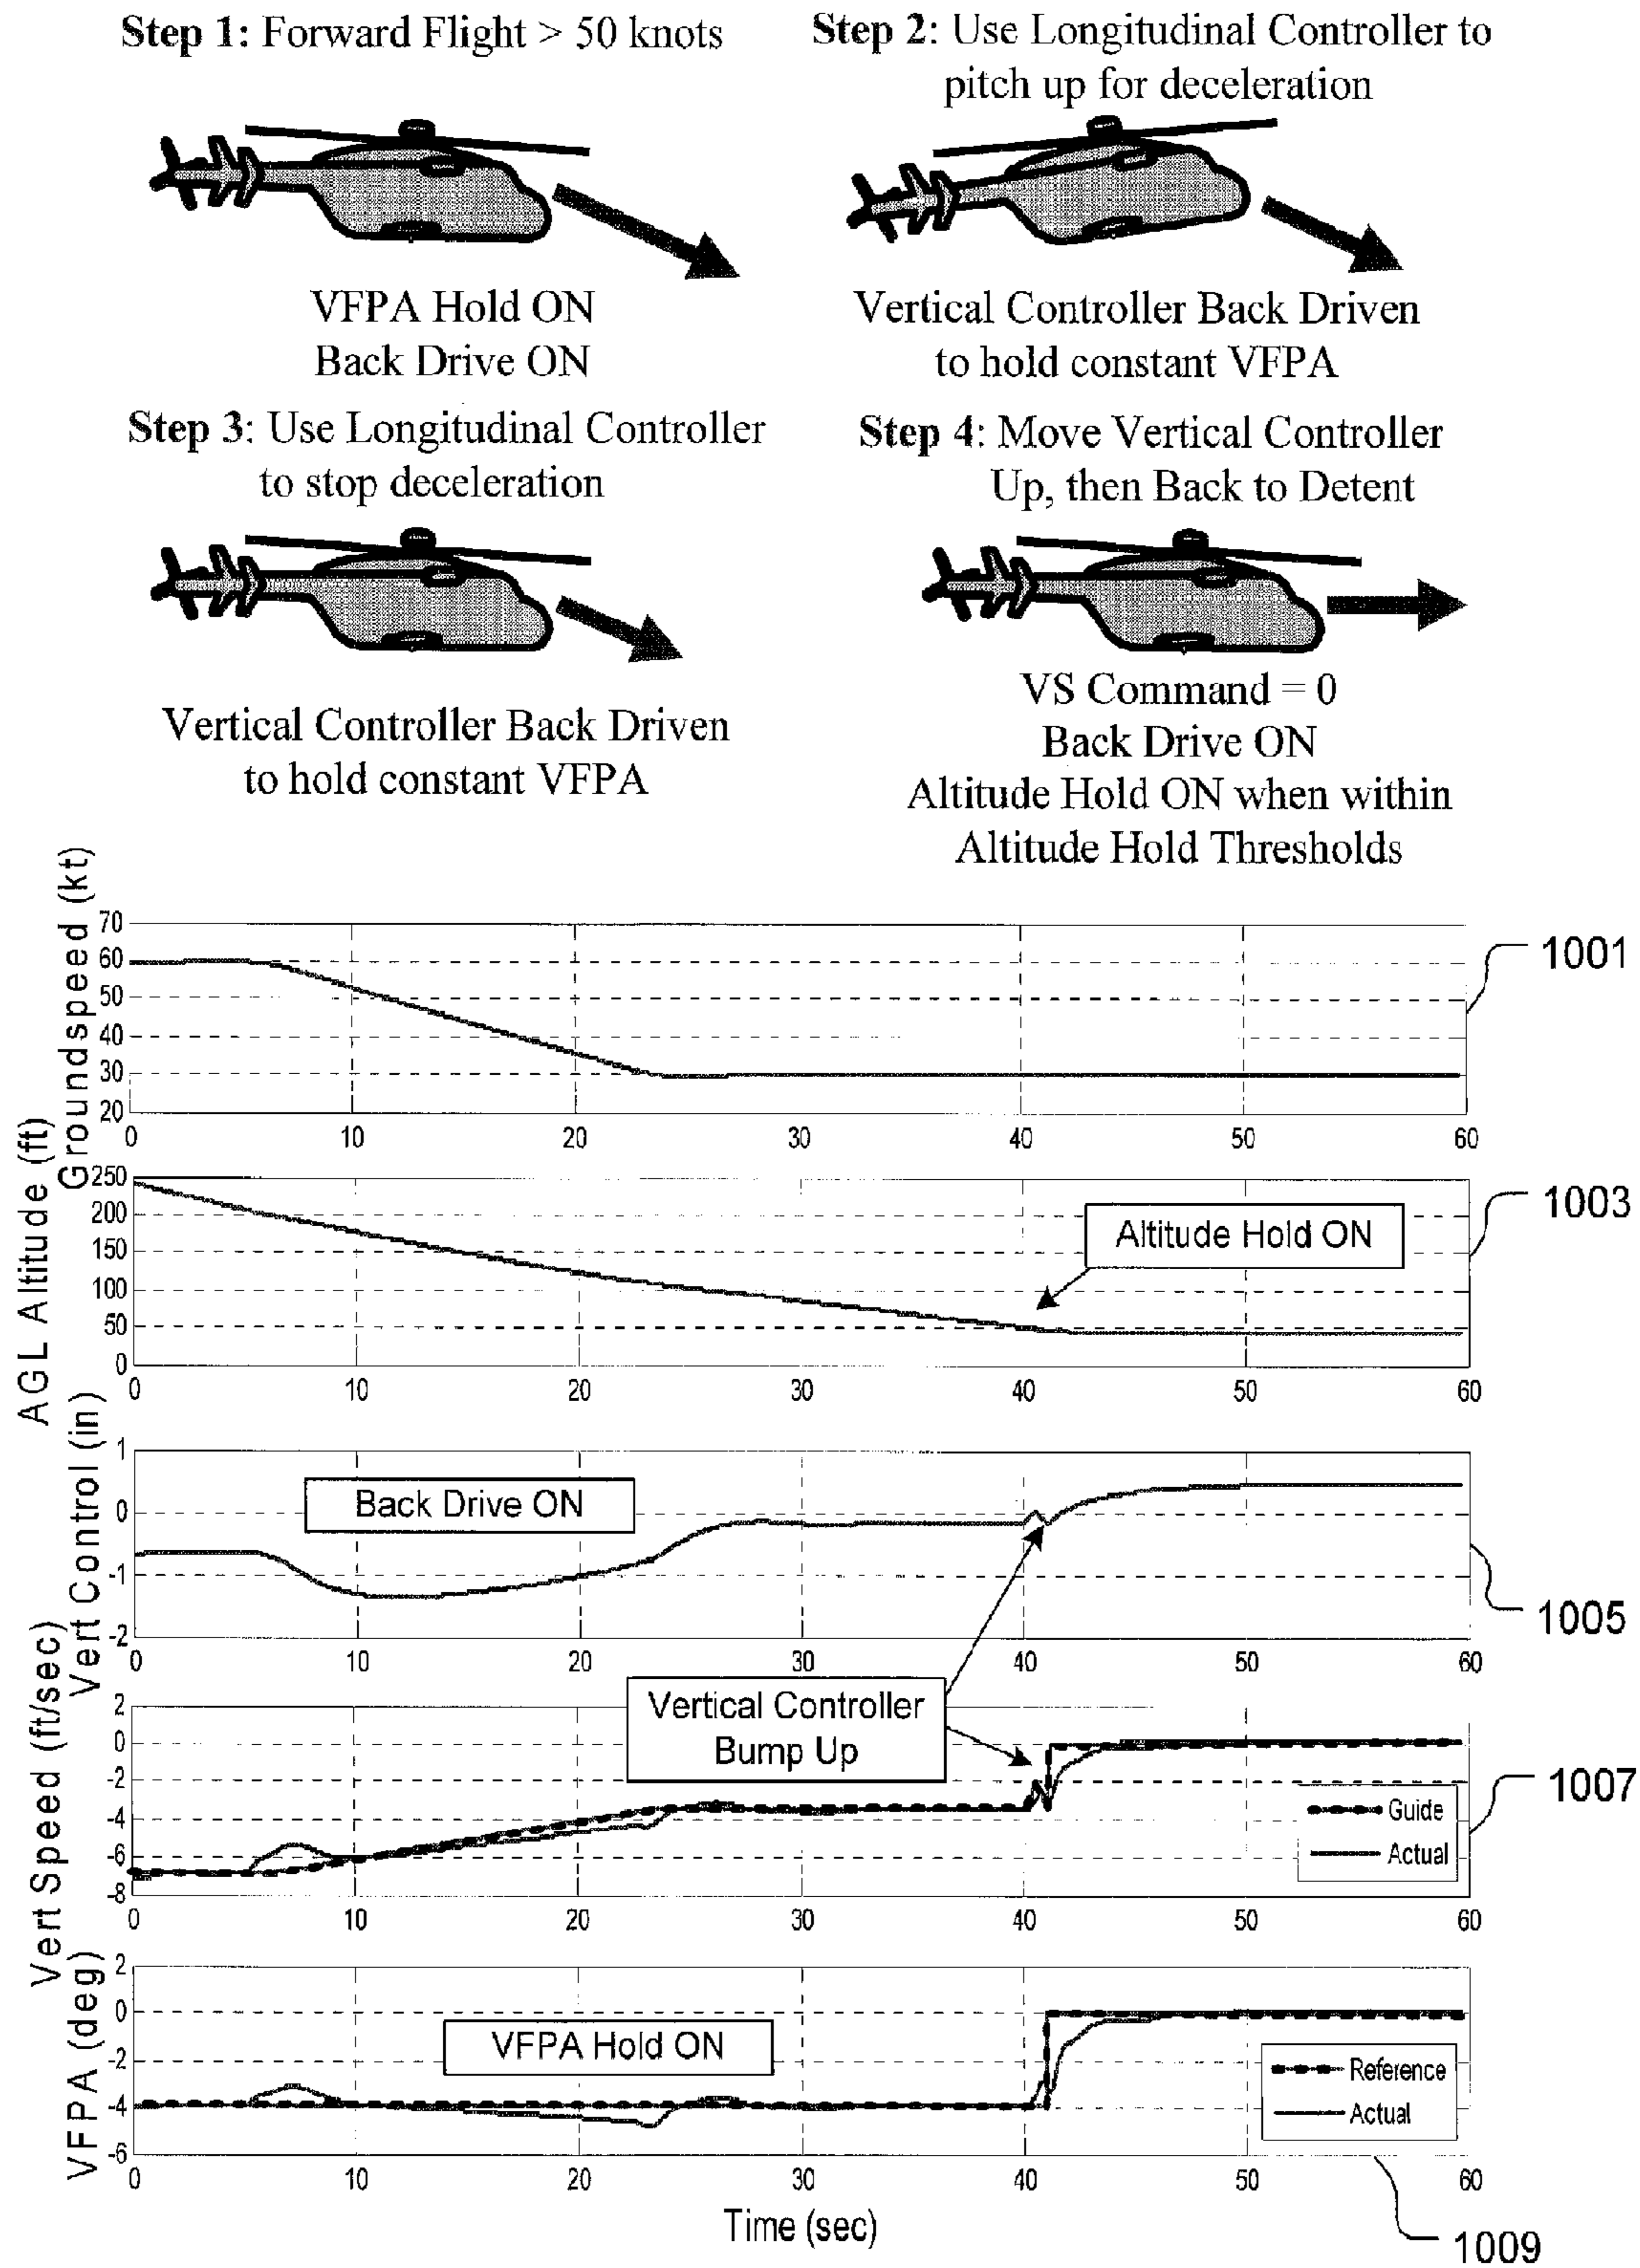 Step 1: Forward Flight > 50 knots
VFPA Hold ON
Back Drive ON
Step 2: Use Longitudinal Controller to
pitch up for deceleration
Vertical Controller Back Driven
to hold constant VFPA
Step 3: Use Longitudinal Controller
to stop deceleration
Vertical Controller Back Driven
to hold constant VFPA
Step 4: Move Vertical Controller
Up, then Back to Detent
VS Command = 0
Back Drive ON
Altitude Hold ON when within
Altitude Hold Thresholds
Groundspeed (kt)
70
60
50
40
30
20
0 10 20 30 40 50 60
1001
AGL Altitude (ft)
250
200
150
100
50
0
Altitude Hold ON
0 10 20 30 40 50 60
1003
Vert Control (in)
1
0
-1
-2
Back Drive ON
0 10 20 30 40 50 60
1005
Vertical Controller
Bump Up
Vert Speed (ft/sec)
2
0
-2
-4
-6
-8
Guide
Actual
0 10 20 30 40 50 60
1007
VFPA (deg)
2
0
-2
-4
-6
VFPA Hold ON
Reference
Actual
0 10 20 30 40 50 60
Time (sec)
1009